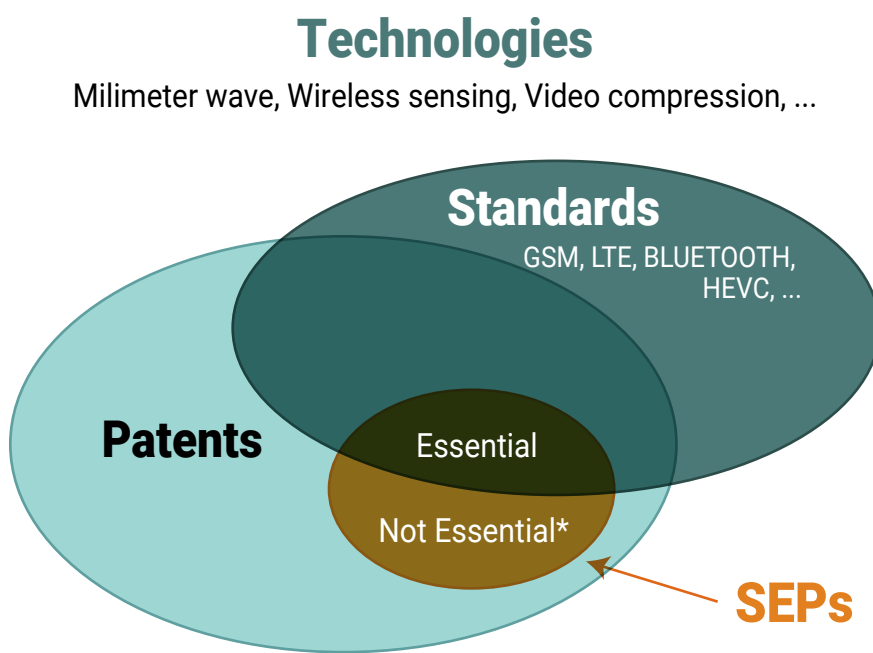 Technologies
Milimeter wave, Wireless sensing, Video compression, ...
Standards
GSM, LTE, BLUETOOTH,
HEVC, ...
Patents
Essential
Not Essential*
SEPs